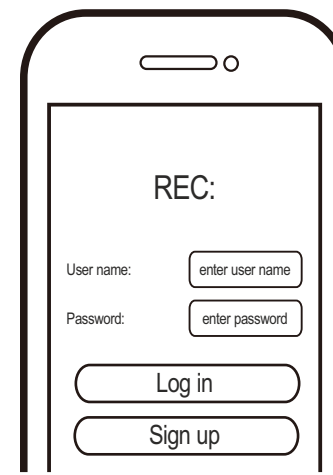 REC:
User name: enter user name
Password: enter password
Log in
Sign up